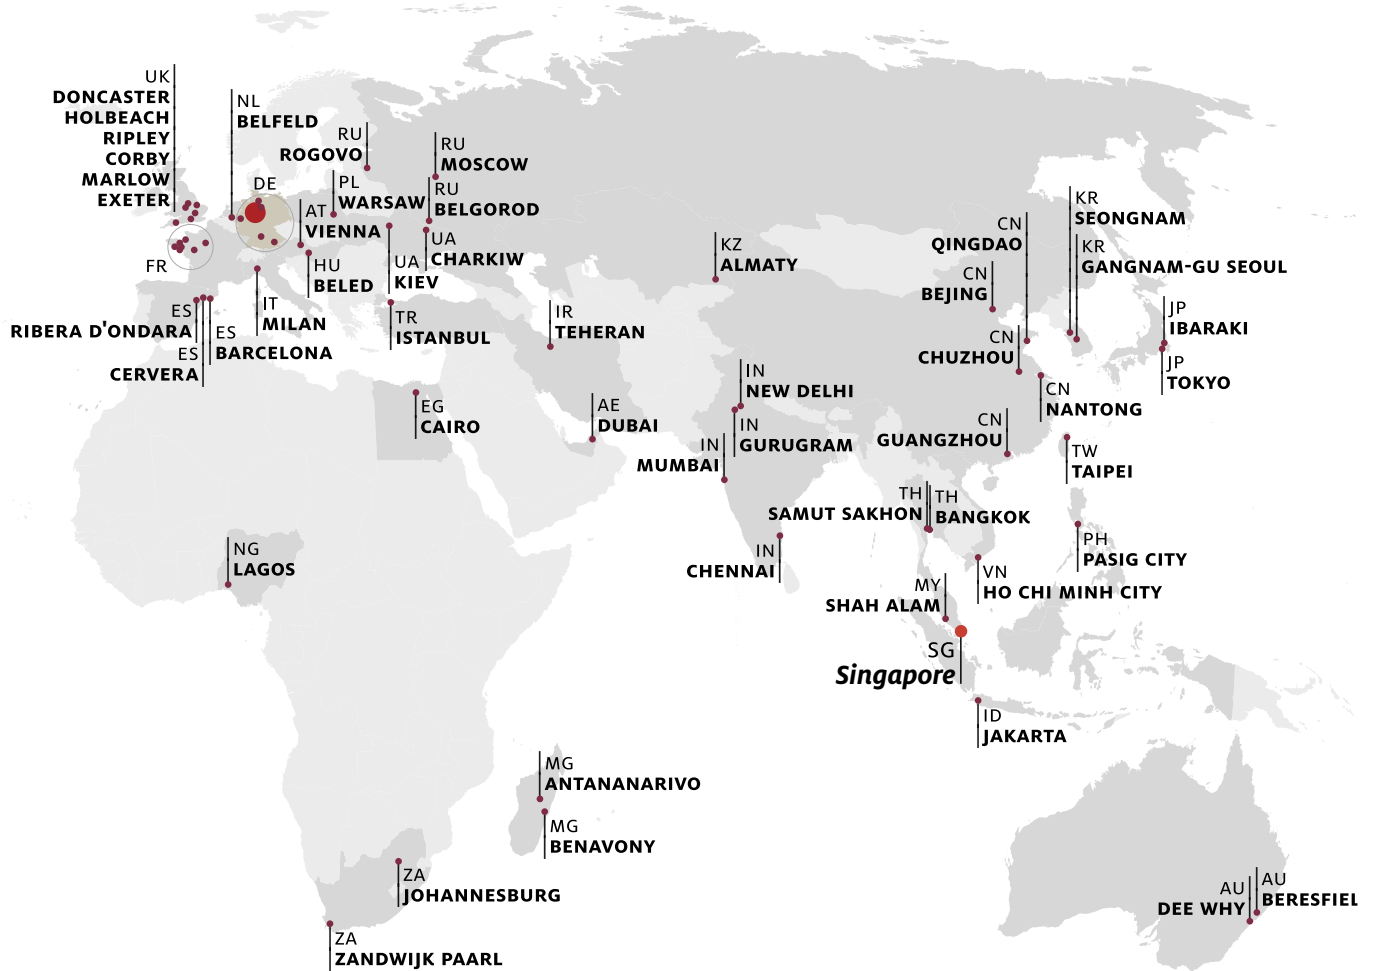 UK
DONCASTER
HOLBEACH
RIPLEY
CORBY
MARLOW
EXETER
NL
BELFELD
DE
RU
ROGOVO
RU
MOSCOW
PL
WARSAW
RU
BELGOROD
AT
VIENNA
UA
CHARKIW
FR
HU
BELED
UA
KIEV
IT
MILAN
TR
ISTANBUL
ES
RIBERA D'ONDARA
ES
BARCELONA
ES
CERVERA
IR
TEHERAN
KZ
ALMATY
CN
QINGDAO
CN
BEJING
KR
SEONGNAM
KR
GANGNAM-GU SEOUL
JP
IBARAKI
JP
TOKYO
CN
CHUZHOU
CN
NANTONG
CN
GUANGZHOU
TW
TAIPEI
EG
CAIRO
AE
DUBAI
IN
NEW DELHI
IN
GURUGRAM
IN
MUMBAI
IN
CHENNAI
TH
SAMUT SAKHON
TH
BANGKOK
PH
PASIG CITY
VN
HO CHI MINH CITY
MY
SHAH ALAM
SG
Singapore
ID
JAKARTA
NG
LAGOS
MG
ANTANANARIVO
MG
BENAVONY
ZA
JOHANNESBURG
ZA
ZANDWIJK PAARL
AU
DEE WHY
AU
BERESFIEL